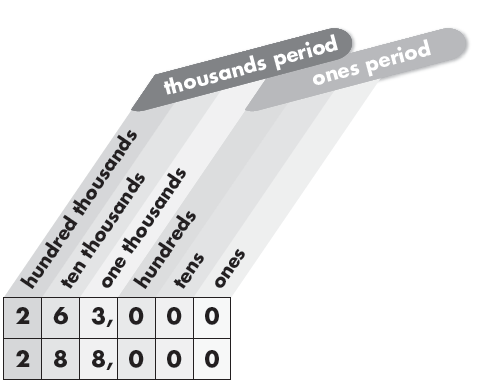 thousands period
ones period
hundred thousands
ten thousands
one thousands
hundreds
tens
ones
2 6 3, 0 0 0
2 8 8, 0 0 0